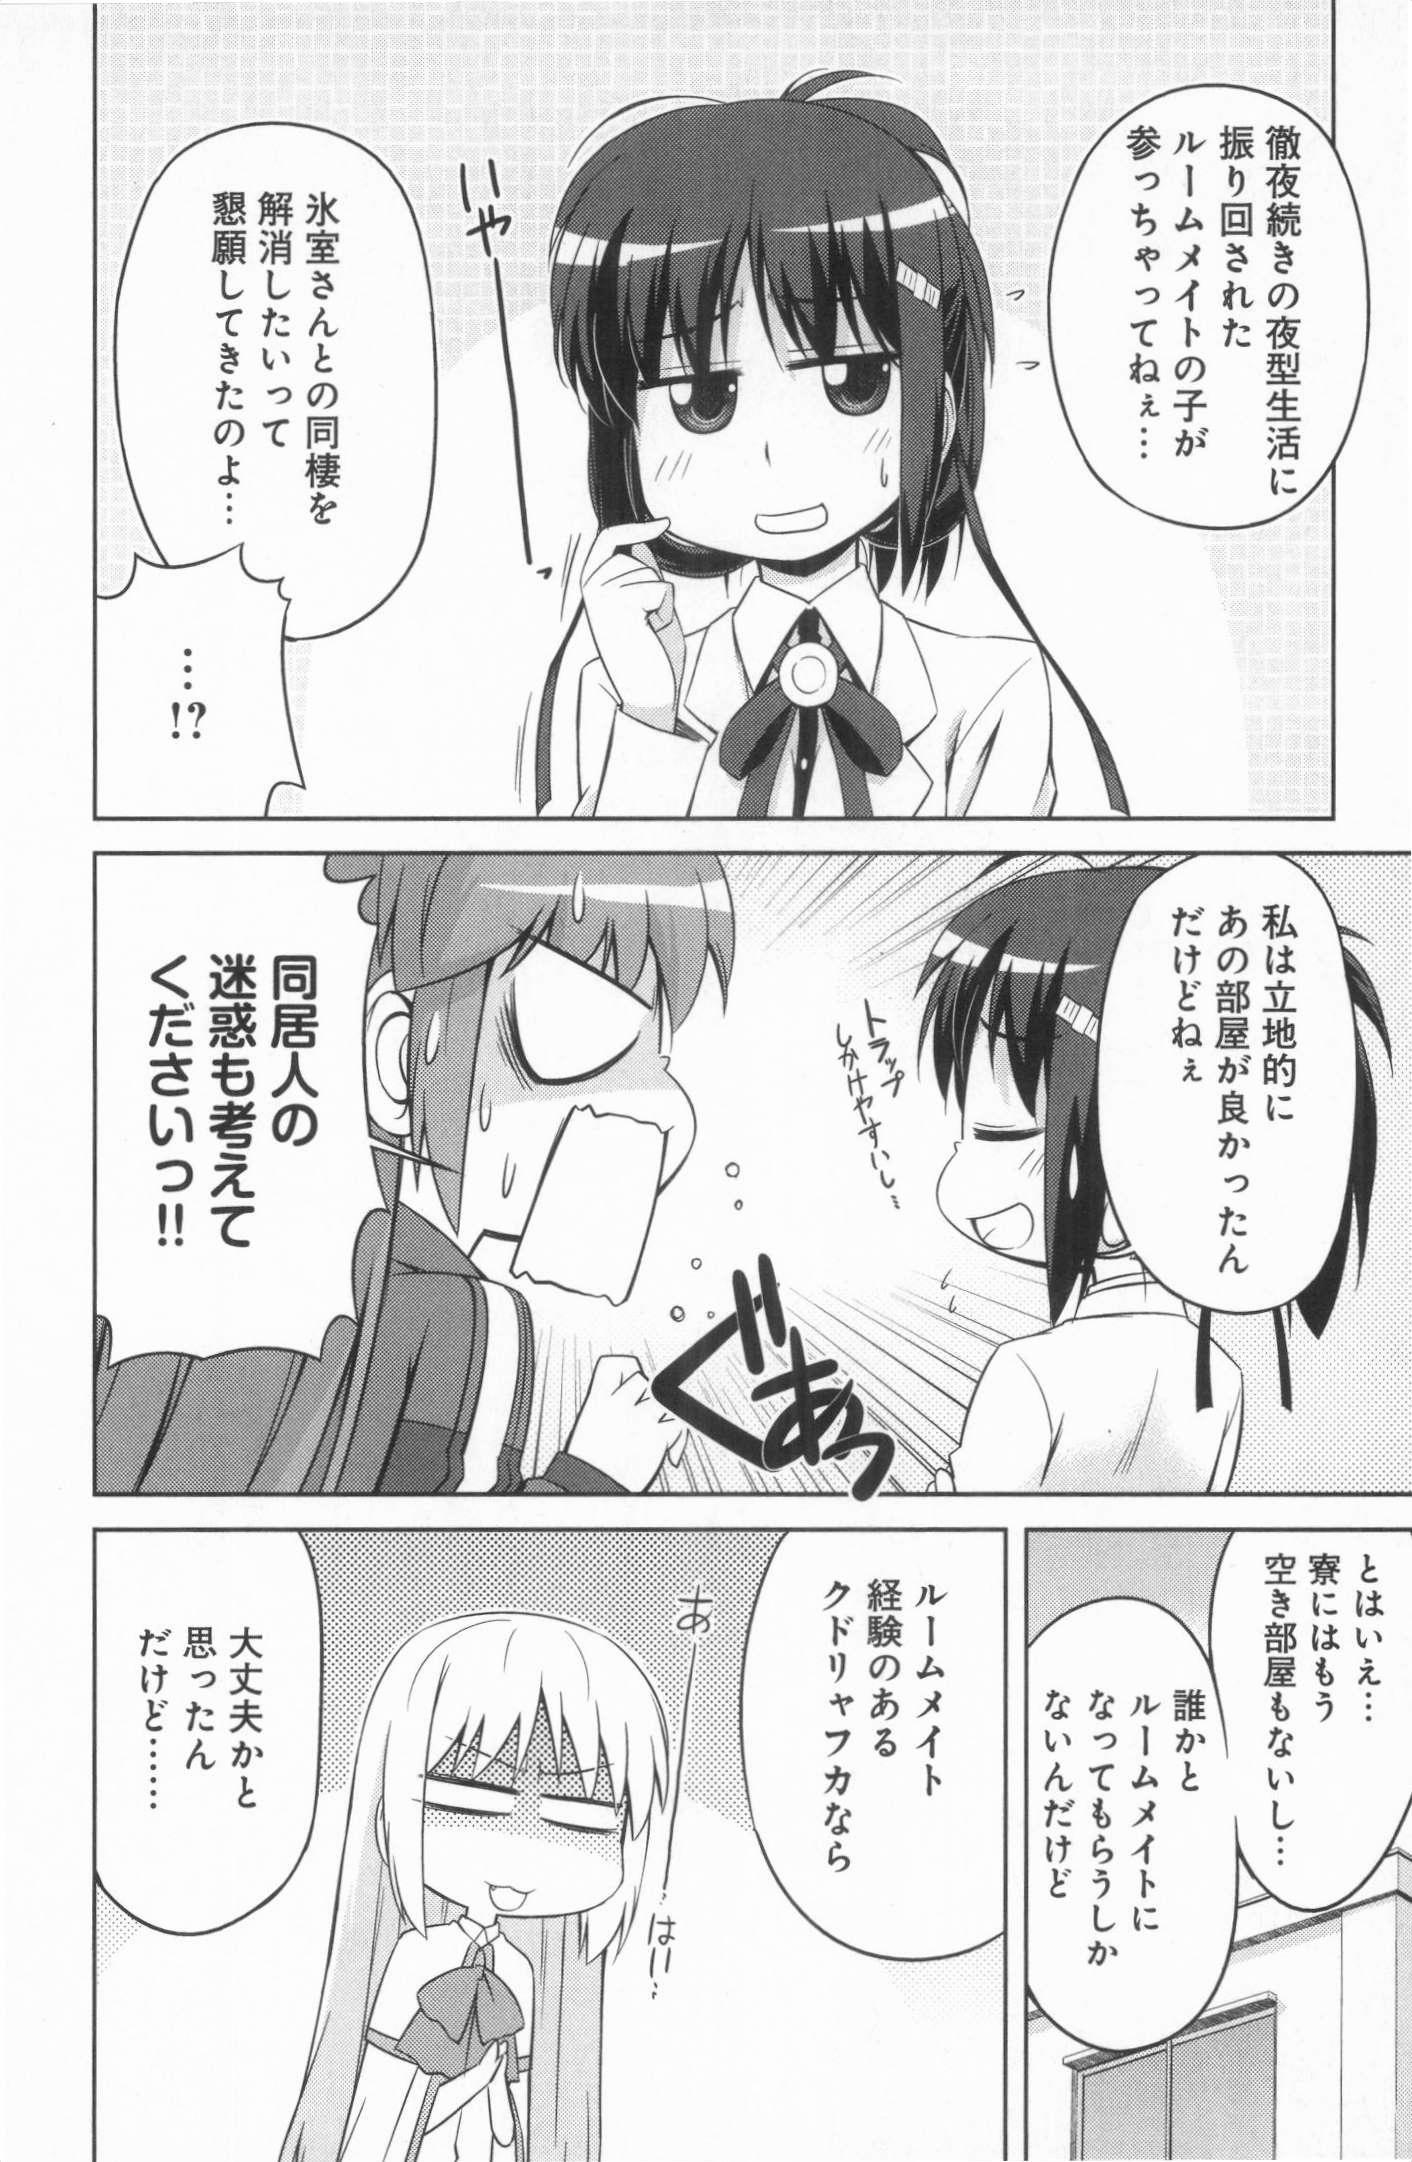 徹夜続きの夜型生活に
振り回された
ルームメイトの子が
参っちゃってねぇ…
いや
氷室さんとの同棲を
解消したいって
懇願してきたのよ…
…!?
私は立地的に
あの部屋が良かったん
だけどねぇ
トラップ
しかけやすいし…
ぐあっ
同居人の
迷惑も考えて
くださいっ!!
とはいえ…
寮にはもう
空き部屋もないし…
誰かと
ルームメイトに
なってもらうしか
ないんだけど
ルームメイト
経験のある
クドリャフカなら
あ
はい…
大丈夫かと
思ったん
だけど……